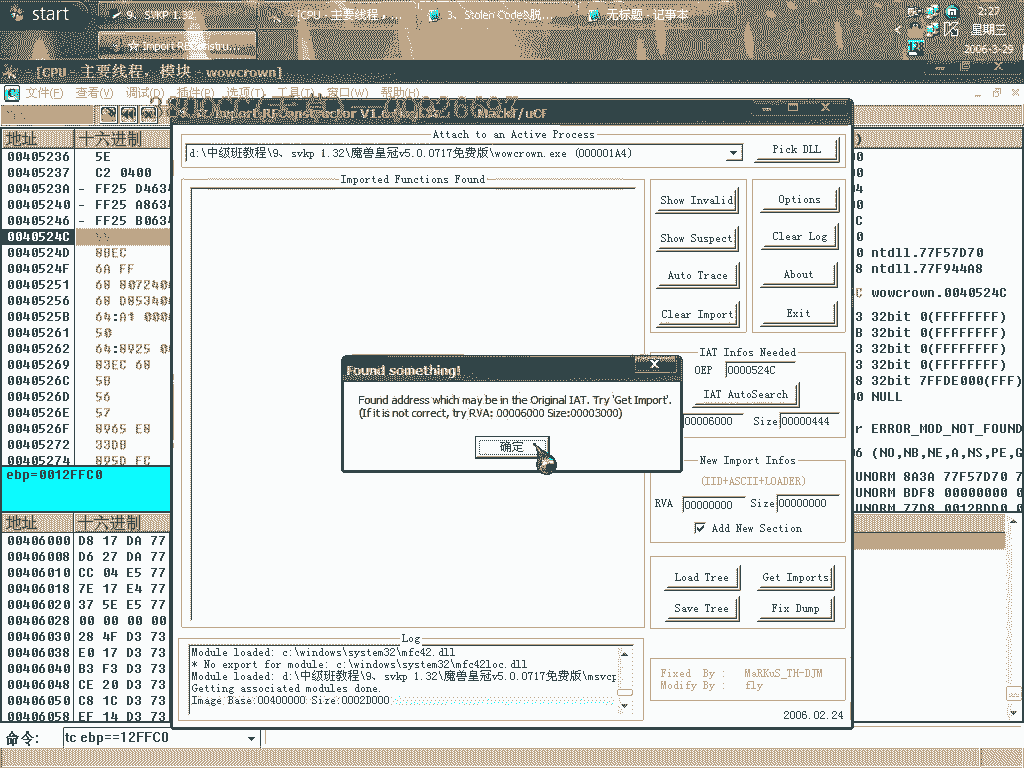 start
9、SVKP 1.32
[CPU - 主要线程，...
3、Stolen Code&脱...
无标题 - 记事本
2:27
星期三
2006-3-29
☆ Import REConstru...
128
[CPU - 主要线程，模块 - wowcrown]
文件(F) 查看(V) 调试(D) 插件(P) 选项(T) 工具(T) 窗口(W) 帮助(H)
MackT/uCF
Attach to an Active Process
d:\中级班教程\9、svkp 1.32\魔兽皇冠v5.0.0717免费版\wowcrown.exe (000001A4)
Pick DLL
Imported Functions Found
Show Invalid
Options
Show Suspect
Clear Log
Auto Trace
About
Clear Import
Exit
IAT Infos Needed
OEP 0000524C
IAT AutoSearch
00006000 Size 00000444
New Import Infos
(IID+ASCII+LOADER)
RVA 00000000 Size 00000000
Add New Section
Load Tree
Get Imports
Save Tree
Fix Dump
Fixed By : MaRKuS_TH-DJM
Modify By : fly
2006.02.24
Found something!
Found address which may be in the Original IAT. Try 'Get Import'.
(If it is not correct, try RVA: 00006000 Size:00003000)
确定
Log
Module loaded: c:\windows\system32\mfc42.dll
* No export for module: c:\windows\system32\mfc42loc.dll
Module loaded: d:\中级班教程\9、svkp 1.32\魔兽皇冠v5.0.0717免费版\msvcp
Getting associated modules done.
Image Base:00400000 Size:0002D000
地址 十六进制
00405236 5E
00405237 C2 0400
0040523A - FF25 D4634
00405240 - FF25 A8634
00405246 - FF25 B0634
0040524C
0040524D 8BEC
0040524F 6A FF
00405251 68 807240
00405256 68 D85340
0040525B 64:A1 000
00405261 50
00405262 64:8925 0
00405269 83EC 68
0040526C 53
0040526D 56
0040526E 57
0040526F 8965 E8
00405272 33DB
00405274 895D FC
ebp=0012FFC0
ntdll.77F57D70
ntdll.77F944A8
wowcrown.0040524C
32bit 0(FFFFFFFF)
32bit 0(FFFFFFFF)
32bit 0(FFFFFFFF)
32bit 0(FFFFFFFF)
32bit 7FFDE000(FFF)
NULL
ERROR_MOD_NOT_FOUND
(NO,NB,NE,A,NS,PE,G
UNORM 8A3A 77F57D70 7
UNORM BDF8 00000000 0
UNORM 77D8 0012BDD0 0
地址 十六进制
00406000 D8 17 DA 77
00406008 D6 27 DA 77
00406010 CC 04 E5 77
00406018 7E 17 E4 77
00406020 37 5E E5 77
00406028 00 00 00 00
00406030 28 4F D3 73
00406038 E0 17 D3 73
00406040 B3 F3 D3 73
00406048 CE 20 D3 73
00406050 C8 1C D3 73
00406058 EF 14 D3 73
命令: tc ebp==12FFC0